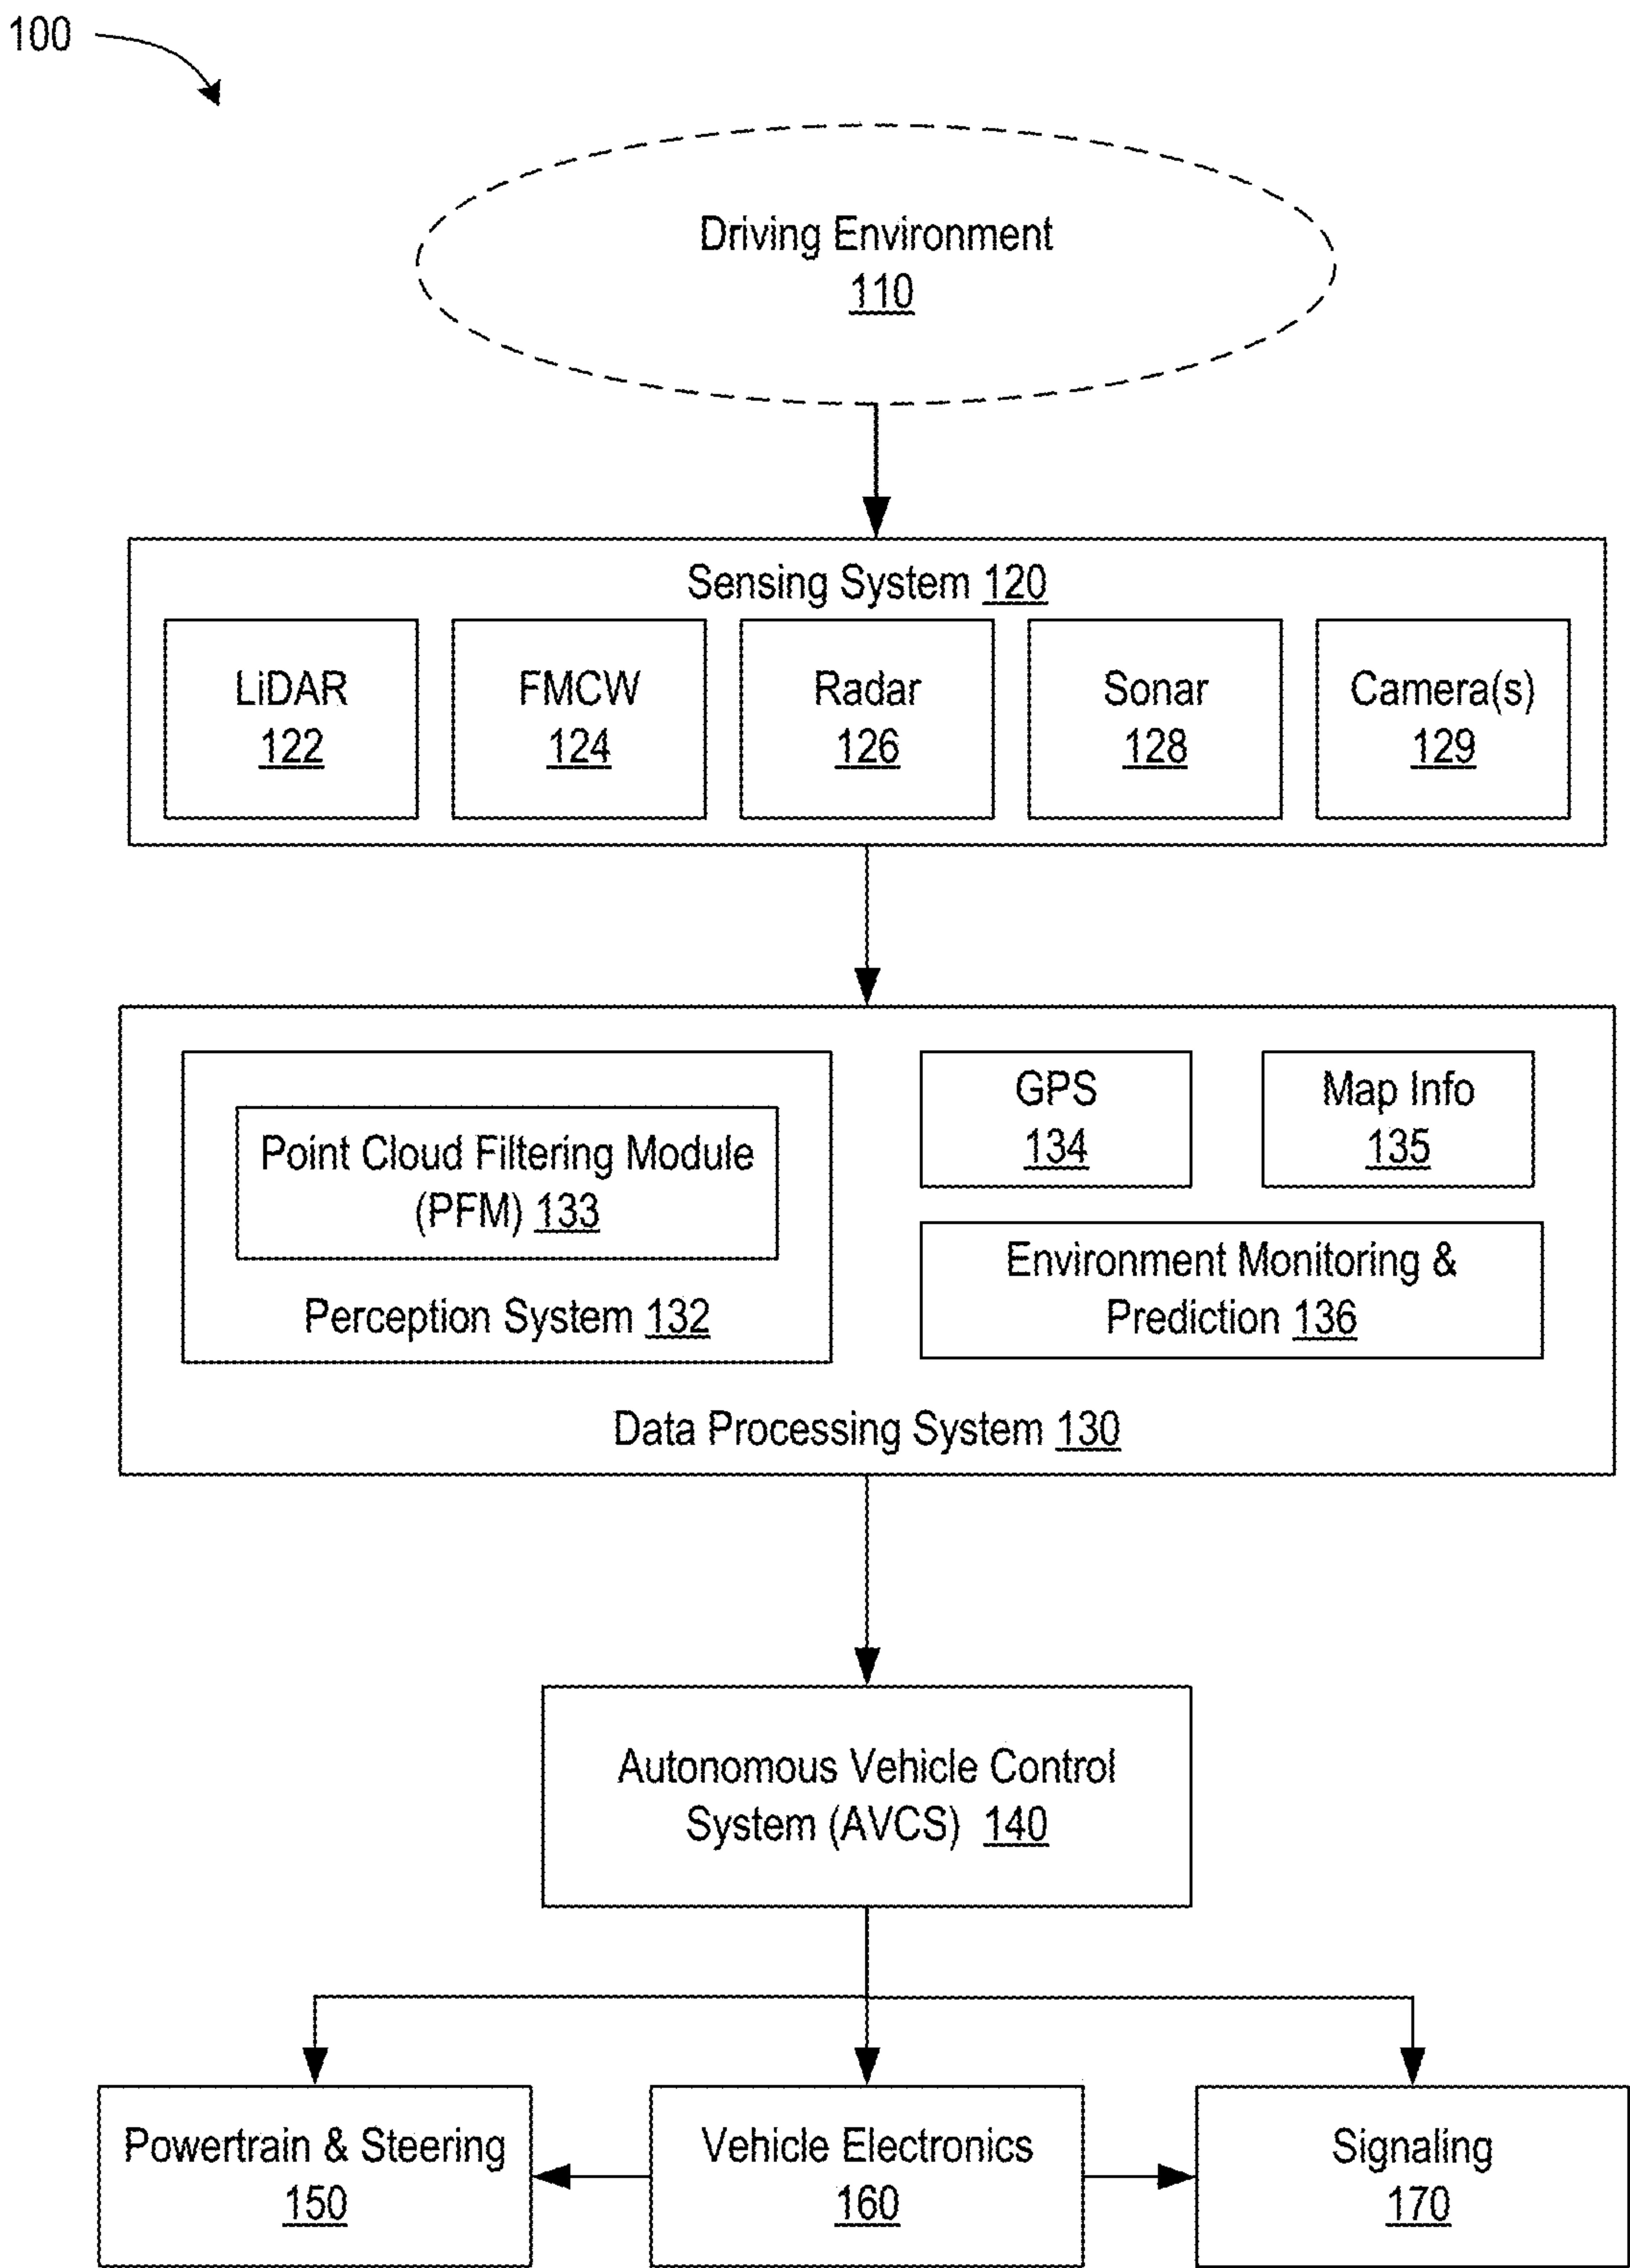 100
Driving Environment
110
Sensing System 120
LiDAR
122
FMCW
124
Radar
126
Sonar
128
Camera(s)
129
Point Cloud Filtering Module
(PFM) 133
Perception System 132
GPS
134
Map Info
135
Environment Monitoring &
Prediction 136
Data Processing System 130
Autonomous Vehicle Control
System (AVCS) 140
Powertrain & Steering
150
Vehicle Electronics
160
Signaling
170